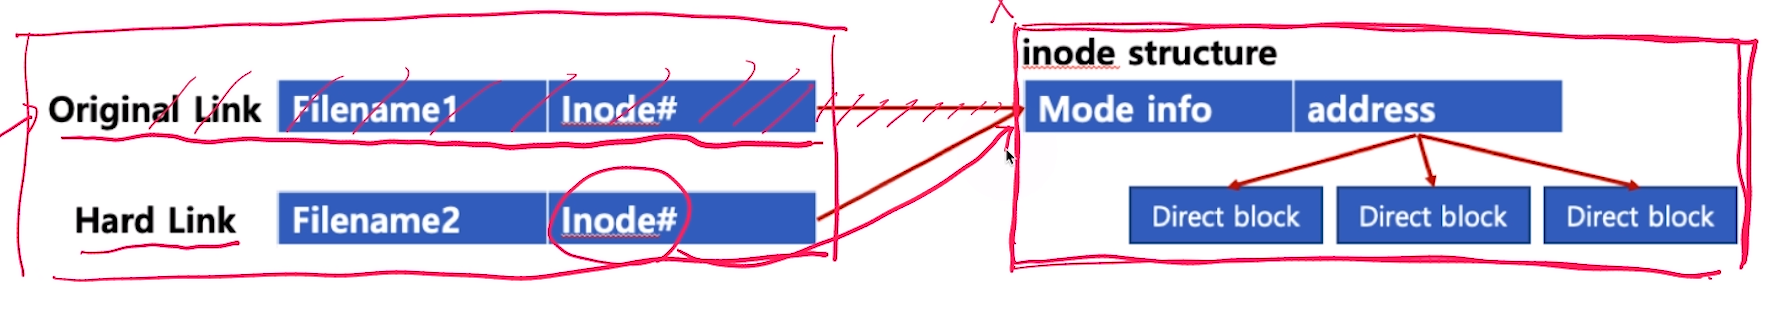 inode structure
Original Link Filename1 Inode# Mode info address
Hard Link Filename2 Inode# Direct block Direct block Direct block